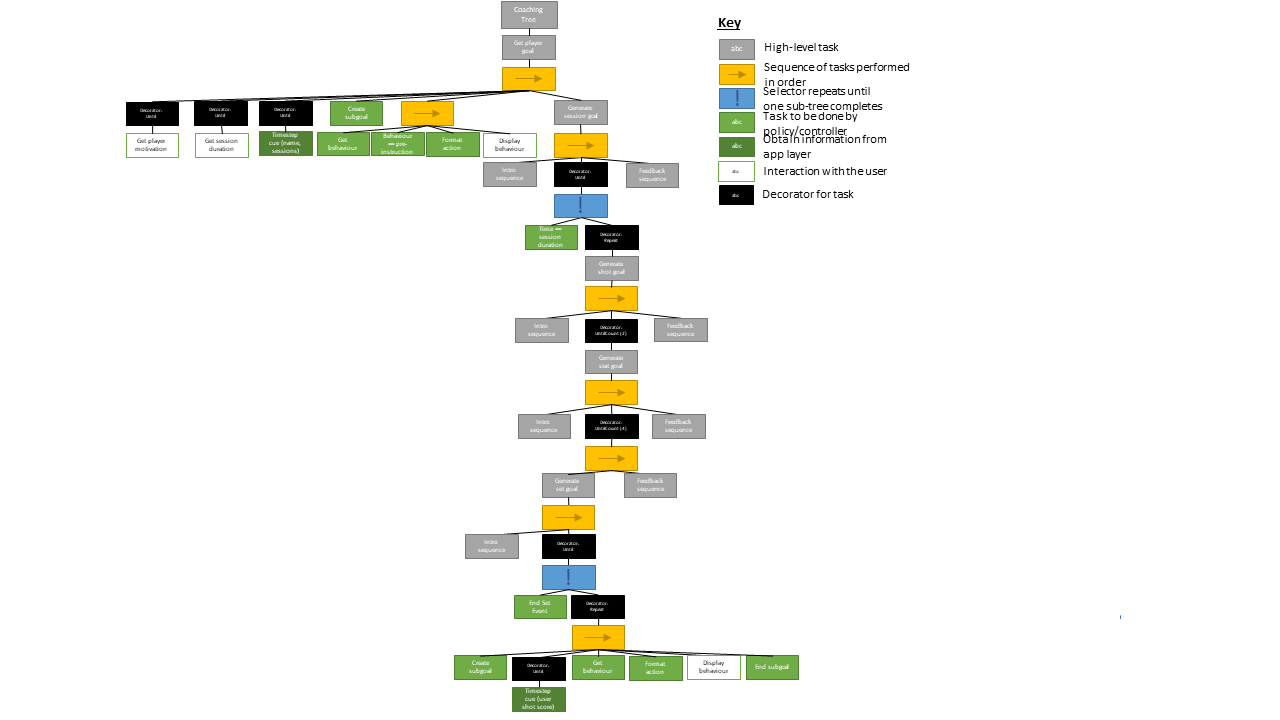 Coaching
Tree
Key
Get player
goal
abc
High-level task
Sequence of tasks performed
in order
Selector repeats until
one sub-tree completes
abc
Task to be done by
policy/controller
abc
Obtain information from
app layer
abc
Interaction with the user
abc
Decorator for task
Decorator:
Until
Decorator:
Until
Decorator:
Until
Create
subgoal
Generate
session goal
Get player
motivation
Get session
duration
Timestep
cue (name,
sessions)
Get
behaviour
Behaviour
== pre-
instruction
Format
action
Display
behaviour
Intro
sequence
Decorator:
Until
Feedback
sequence
Time ==
session
duration
Decorator:
Repeat
Generate
shot goal
Intro
sequence
Decorator:
UntilCount (2)
Feedback
sequence
Generate
stat goal
Intro
sequence
Decorator:
UntilCount (4)
Feedback
sequence
Generate
set goal
Feedback
sequence
Intro
sequence
Decorator:
Until
End Set
Event
Decorator:
Repeat
Create
subgoal
Decorator:
Until
Get
behaviour
Format
action
Display
behaviour
End subgoal
Timestep
cue (user
shot score)